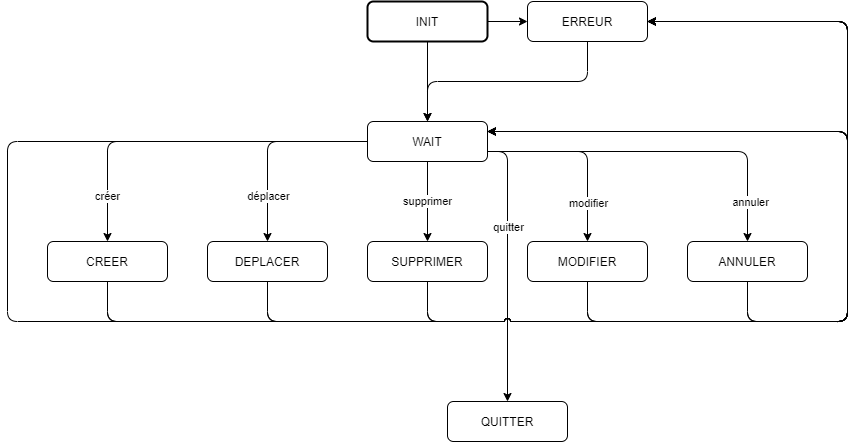 INIT
ERREUR
WAIT
créer
déplacer
supprimer
modifier
annuler
quitter
CREER
DEPLACER
SUPPRIMER
MODIFIER
ANNULER
QUITTER